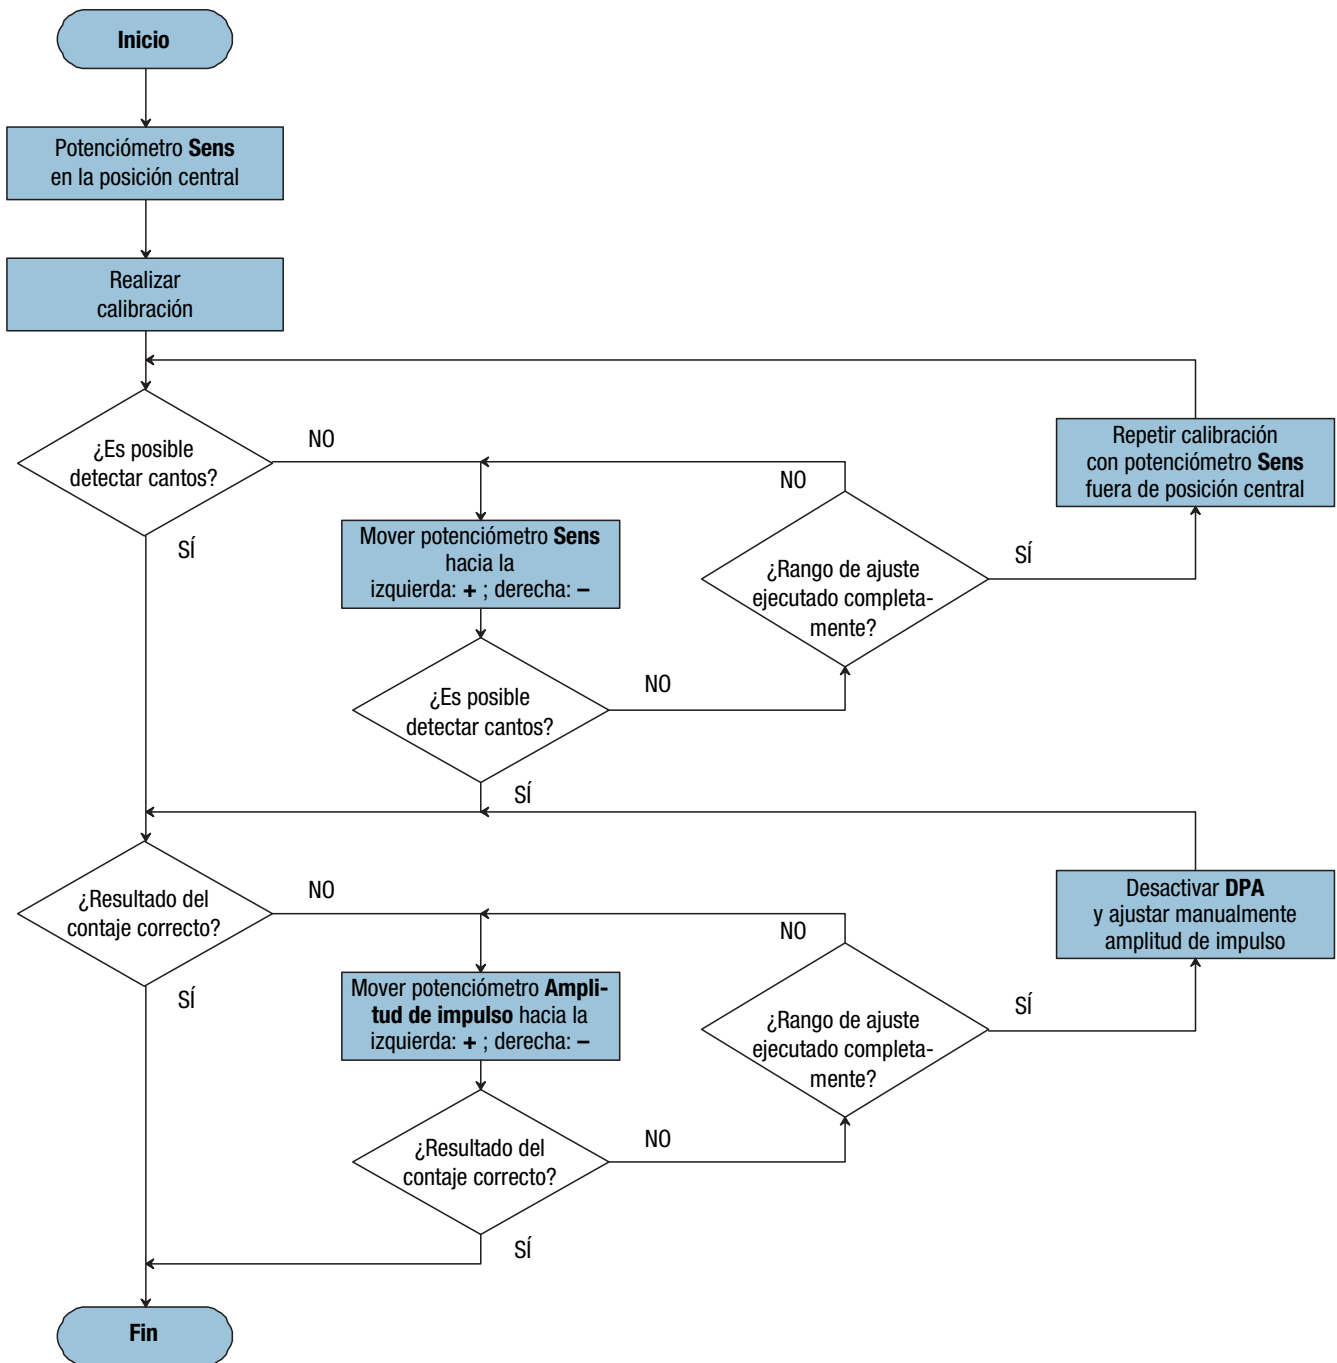 Inicio
Potenciómetro Sens
en la posición central
Realizar
calibración
¿Es posible
detectar cantos?
NO
SÍ
Mover potenciómetro Sens
hacia la
izquierda: + ; derecha: –
¿Es posible
detectar cantos?
NO
SÍ
¿Rango de ajuste
ejecutado completa-
mente?
NO
SÍ
Repetir calibración
con potenciómetro Sens
fuera de posición central
¿Resultado del
contaje correcto?
NO
SÍ
Mover potenciómetro Ampli-
tud de impulso hacia la
izquierda: + ; derecha: –
¿Resultado del
contaje correcto?
NO
SÍ
¿Rango de ajuste
ejecutado completa-
mente?
NO
SÍ
Desactivar DPA
y ajustar manualmente
amplitud de impulso
Fin